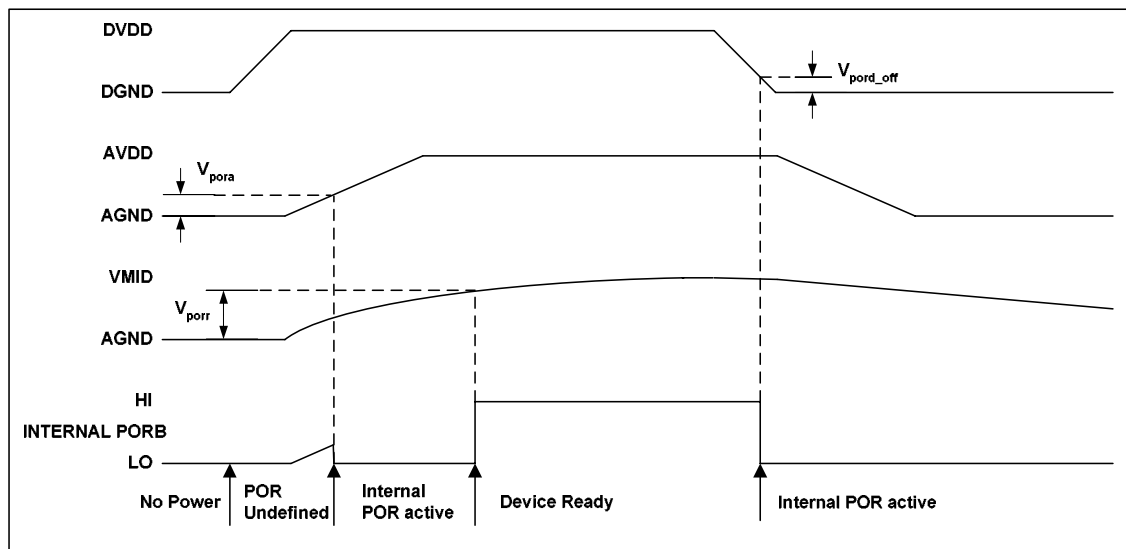 DVDD
DGND
V_pord_off
AVDD
V_pora
AGND
VMID
V_porr
AGND
HI
INTERNAL PORB
LO
No Power
POR
Undefined
Internal
POR active
Device Ready
Internal POR active